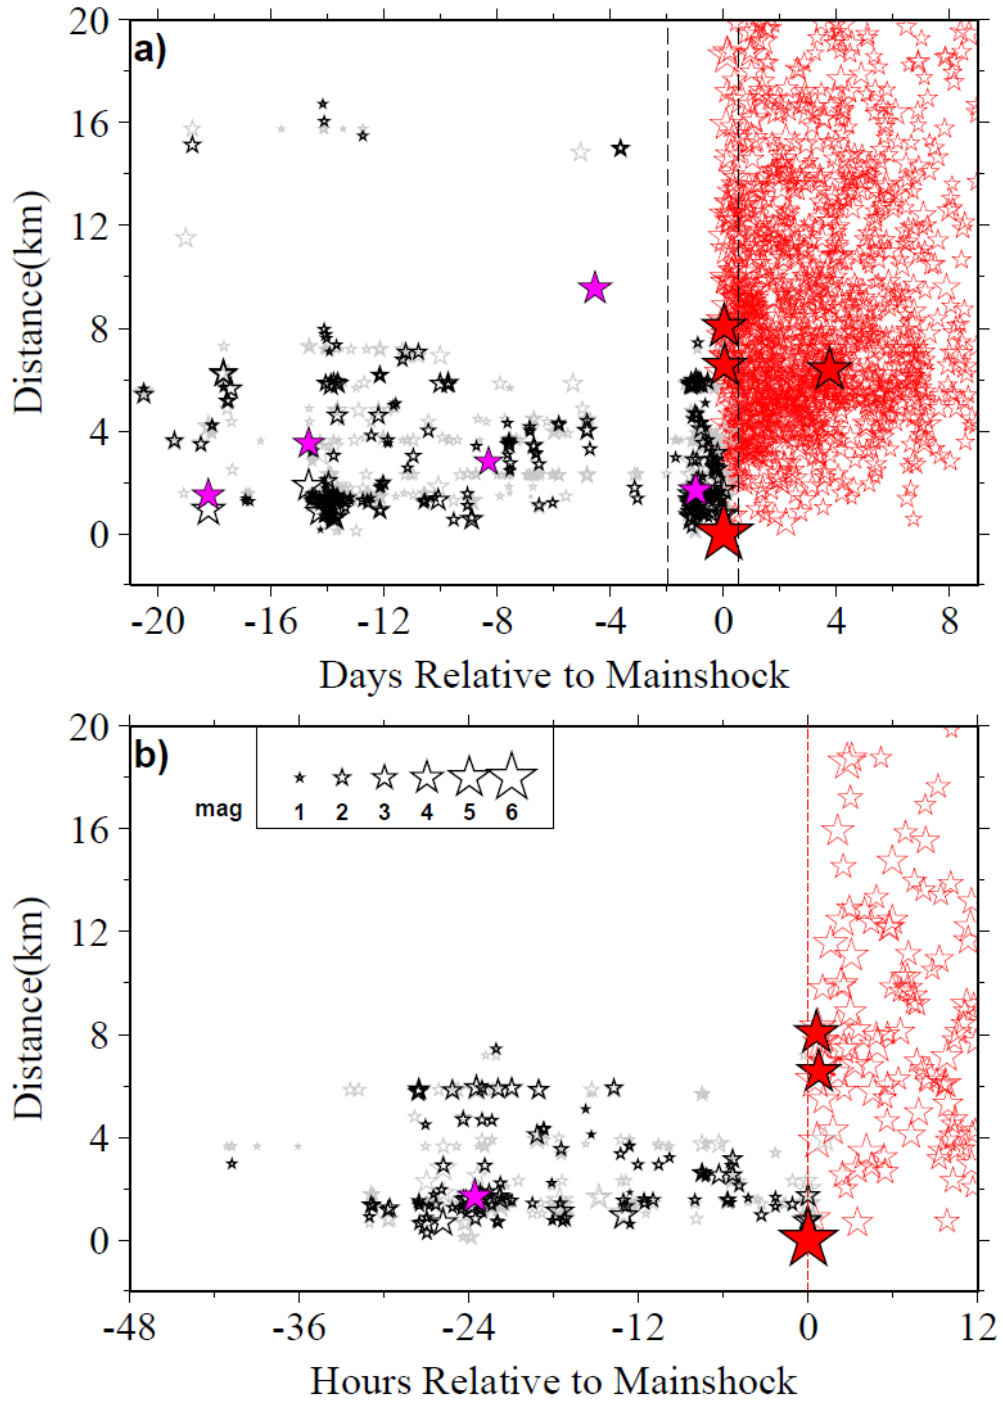 a)
20
16
12
8
4
0
Distance(km)
-20 -16 -12 -8 -4 0 4 8
Days Relative to Mainshock
b)
mag 1 2 3 4 5 6
20
16
12
8
4
0
Distance(km)
-48 -36 -24 -12 0 12
Hours Relative to Mainshock